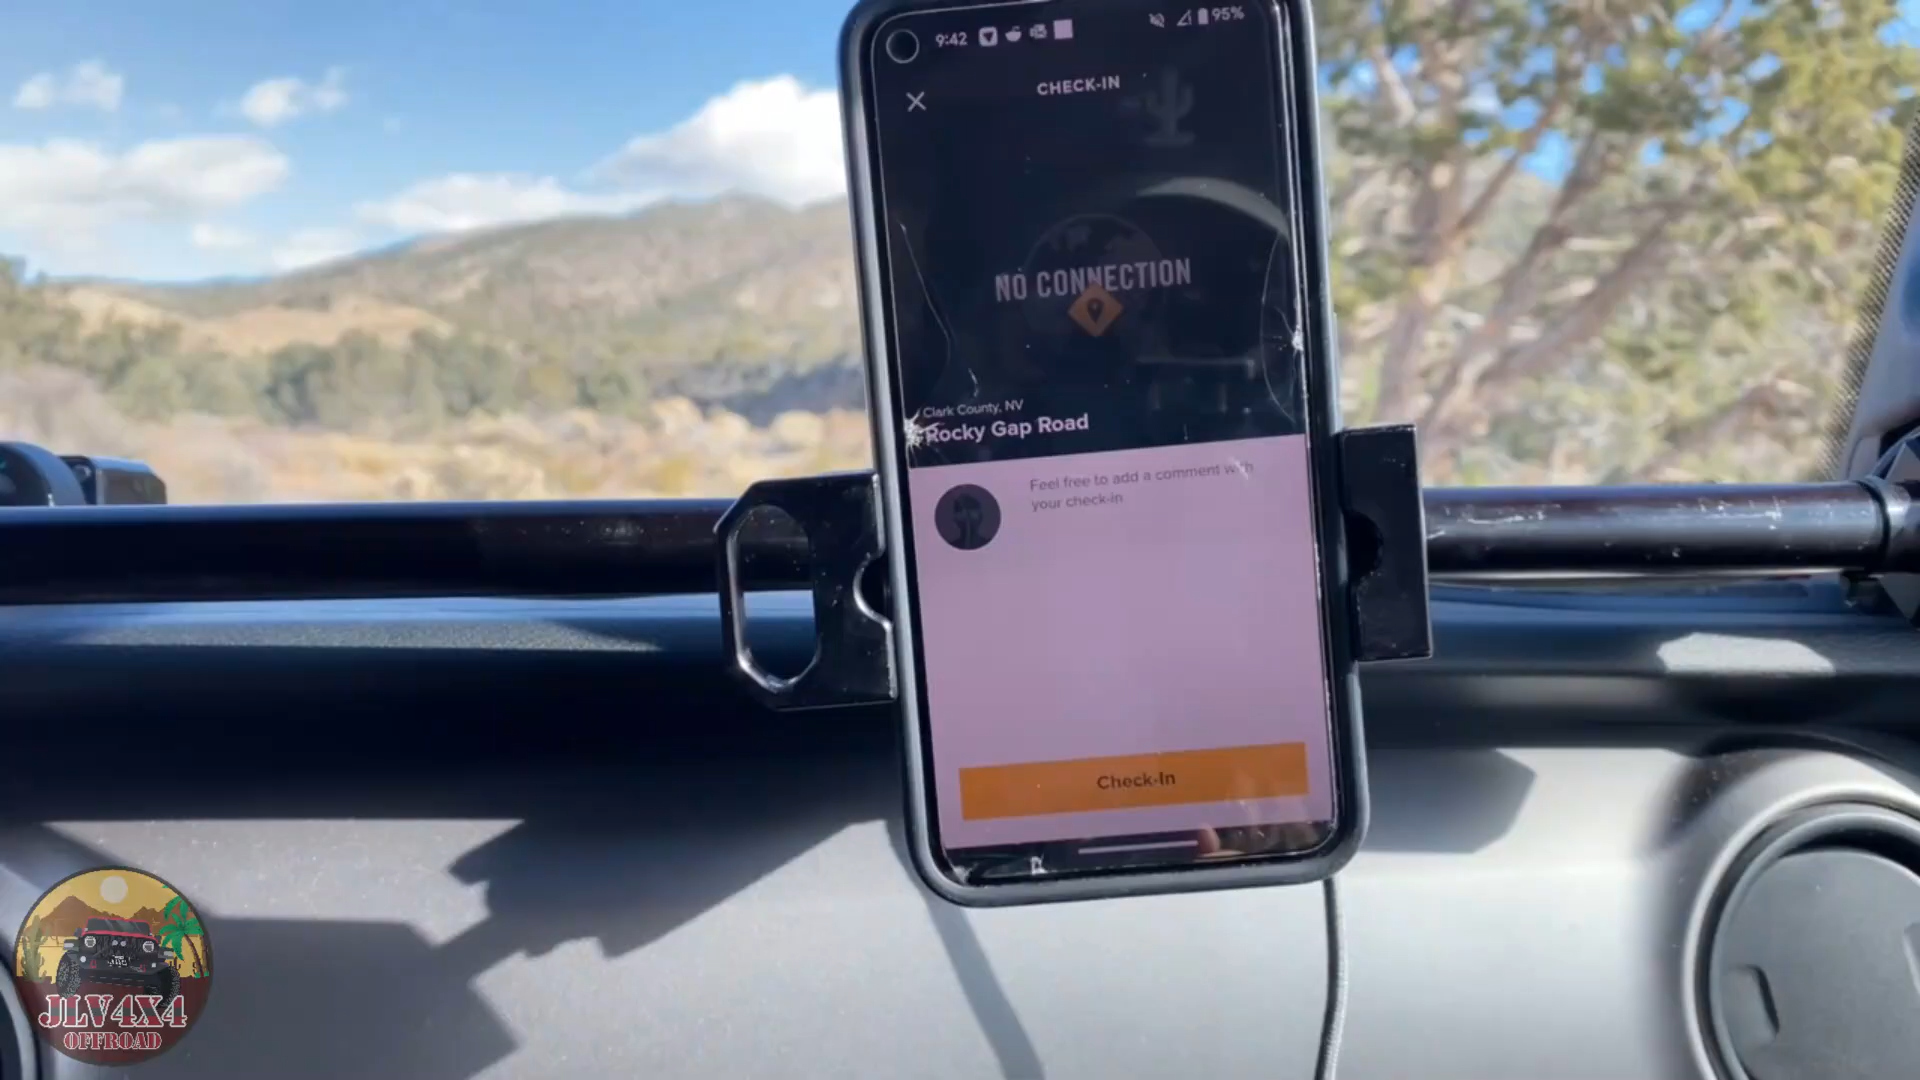 9:42
95%
CHECK-IN
NO CONNECTION
Clark County, NV
Rocky Gap Road
Feel free to add a comment with
your check-in
Check-In
JLV4X4
OFFROAD